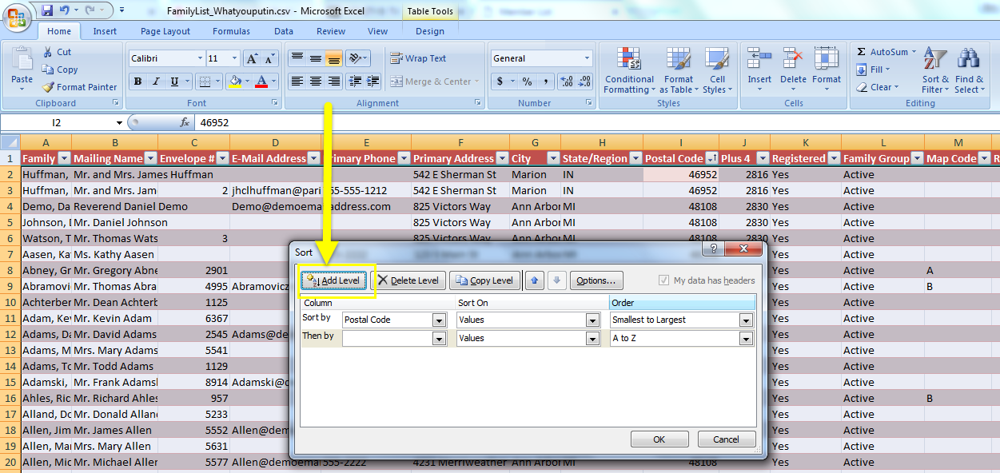 FamilyList_Whatyouputin.csv - Microsoft Excel Table Tools
Home Insert Page Layout Formulas Data Review View Design
Cut
Copy
Format Painter
Paste
Clipboard
Calibri 11
B I U
Font
Wrap Text
Merge & Center
Alignment
General
$ % ,
Number
Conditional Formatting
Format as Table
Cell Styles
Styles
Insert Delete Format
Cells
Σ AutoSum
Fill
Clear
Sort & Filter
Find & Select
Editing
I2 fx 46952
A B C D E F G H I J K L M
1 Family Mailing Name Envelope # E-Mail Address rimary Phone Primary Address City State/Region Postal Code Plus 4 Registered Family Group Map Code R
2 Huffman, Mr. and Mrs. James Huffman 542 E Sherman St Marion IN 46952 2816 Yes Active
3 Huffman, Mr. and Mrs. Jam 2 jhclhuffman@pari 55-555-1212 542 E Sherman St Marion IN 46952 2816 Yes Active
4 Demo, Da Reverend Daniel Demo Demo@demoema address.com 825 Victors Way Ann Arbor MI 48108 2830 Yes Active
5 Johnson, D Mr. Daniel Johnson 825 Victors Way Ann Arbor MI 48108 2830 Yes Active
6 Watson, T Mr. Thomas Wats 3 825 Victors Way Ann Arbor MI 48108 2830 Yes Active
7 Aasen, Ka Ms. Kathy Aasen Yes Active
8 Abney, Gr Mr. Gregory Abne 2901 Yes Active A
9 Abramovi Mr. Thomas Abra 4995 Abramovicz Yes Active B
10 Achterber Mr. Dean Achterb 1125 Yes Active
11 Adam, Kev Mr. Kevin Adam 6367 Yes Active
12 Adams, Da Mr. David Adams 2545 Adams@de Yes Active
13 Adams, M Mrs. Mary Adams 5541 Yes Active
14 Adams, To Mr. Todd Adams 1129 Yes Active
15 Adamski, Mr. Frank Adamsl 8914 Adamski@d Yes Active
16 Ahles, Ric Mr. Richard Ahles 957 Yes Active B
17 Alland, Do Mr. Donald Alland 5233 Yes Active
18 Allen, Jim Mr. James Allen 5552 Allen@dem Yes Active
19 Allen, Mar Mrs. Mary Allen 5631 Yes Active
20 Allen, Mic Mr. Michael Aller 5577 Allen@demoema 555-2222 4231 Merriweather Ann Arbor MI 48108 Yes Active
Sort
Add Level Delete Level Copy Level Options... My data has headers
Column Sort On Order
Sort by Postal Code Values Smallest to Largest
Then by Values A to Z
OK Cancel